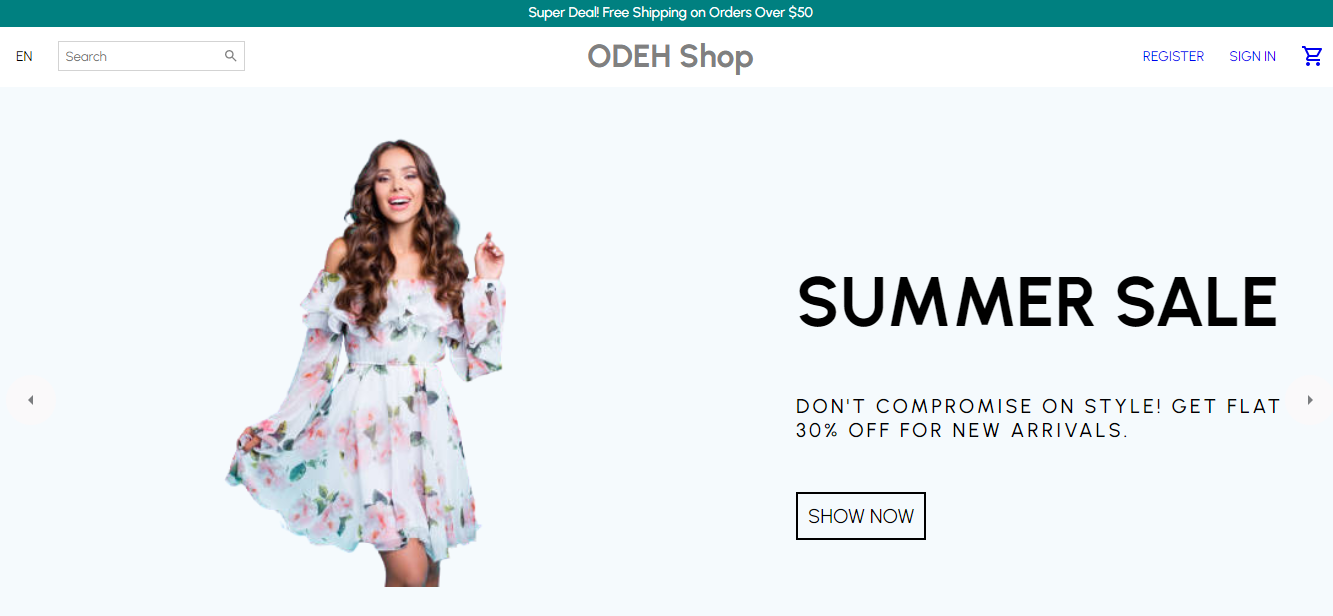 Super Deal! Free Shipping on Orders Over $50
EN
Search
ODEH Shop
REGISTER
SIGN IN
SUMMER SALE
DON'T COMPROMISE ON STYLE! GET FLAT
30% OFF FOR NEW ARRIVALS.
SHOW NOW